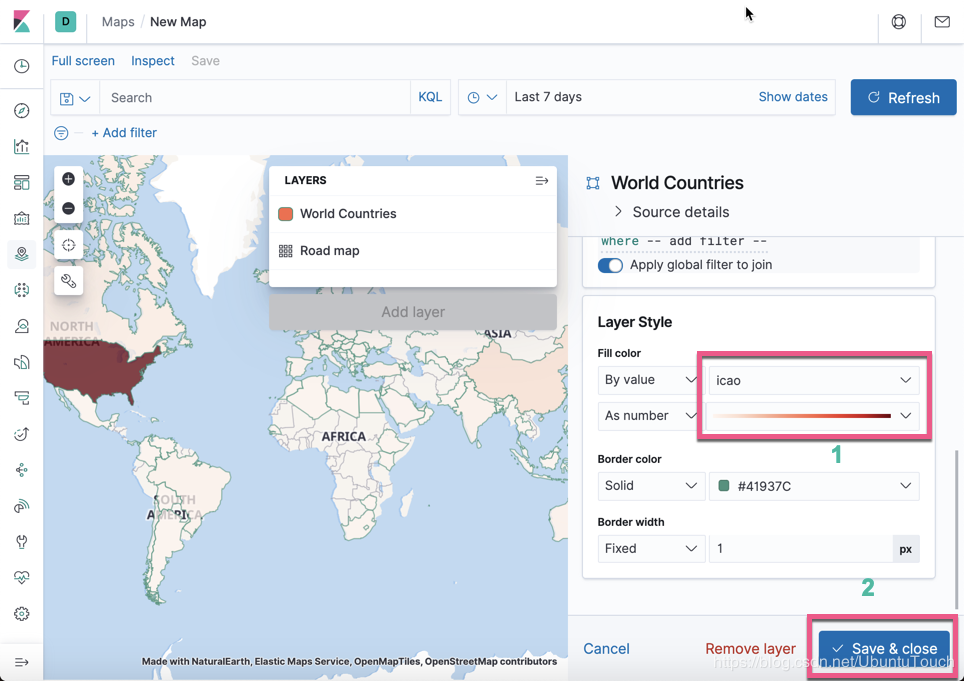 D Maps / New Map
Full screen Inspect Save
Search KQL Last 7 days Show dates Refresh
+ Add filter
LAYERS
World Countries
Road map
Add layer
NORTH
AMERICA
ASIA
AFRICA
SOUTH
AMERICA
Made with NaturalEarth, Elastic Maps Service, OpenMapTiles, OpenStreetMap contributors
World Countries
Source details
where -- add filter --
Apply global filter to join
Layer Style
Fill color
By value icao
As number
1
Border color
Solid #41937C
Border width
Fixed 1 px
2
Cancel Remove layer Save & close
https://blog.csdn.net/UbuntuTouch